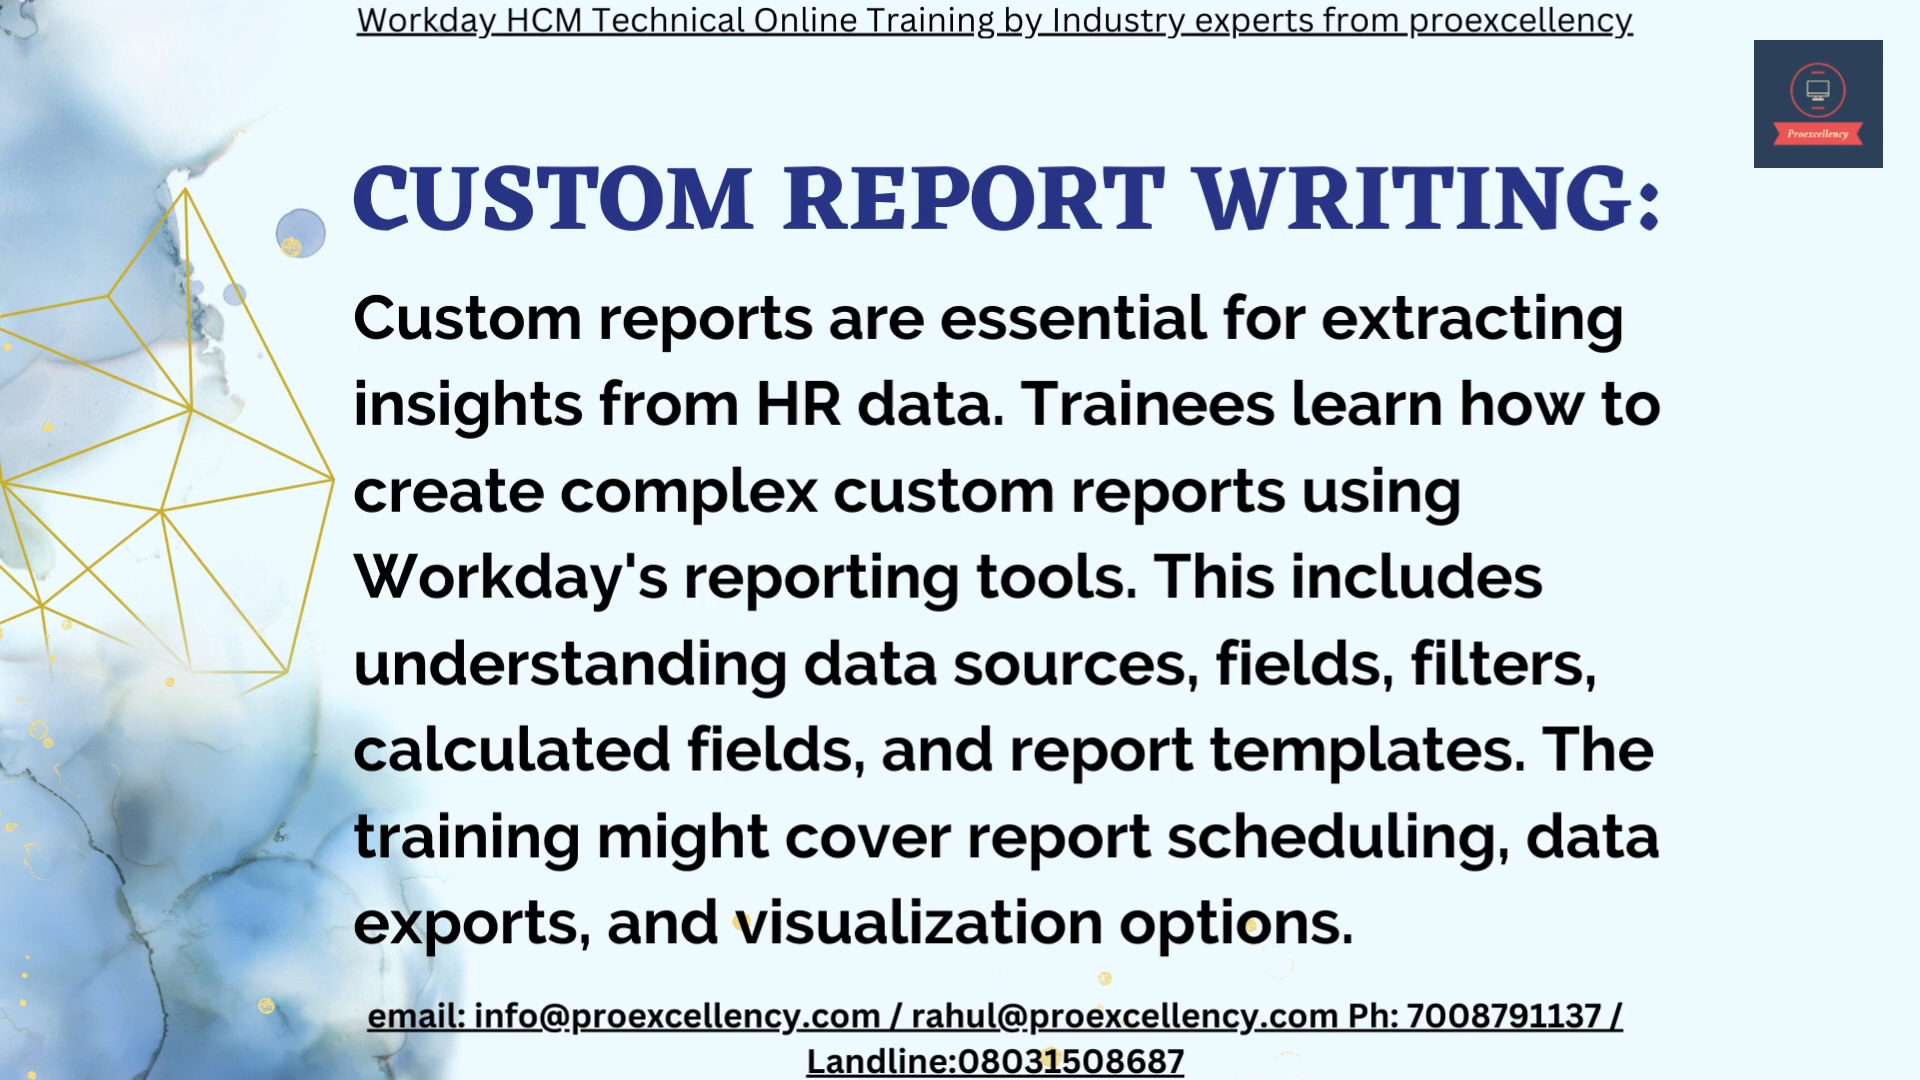 Workday HCM Technical Online Training by Industry experts from proexcellency
Proexcellency
CUSTOM REPORT WRITING:
Custom reports are essential for extracting
insights from HR data. Trainees learn how to
create complex custom reports using
Workday's reporting tools. This includes
understanding data sources, fields, filters,
calculated fields, and report templates. The
training might cover report scheduling, data
exports, and visualization options.
email: info@proexcellency.com / rahul@proexcellency.com Ph: 7008791137 /
Landline:08031508687